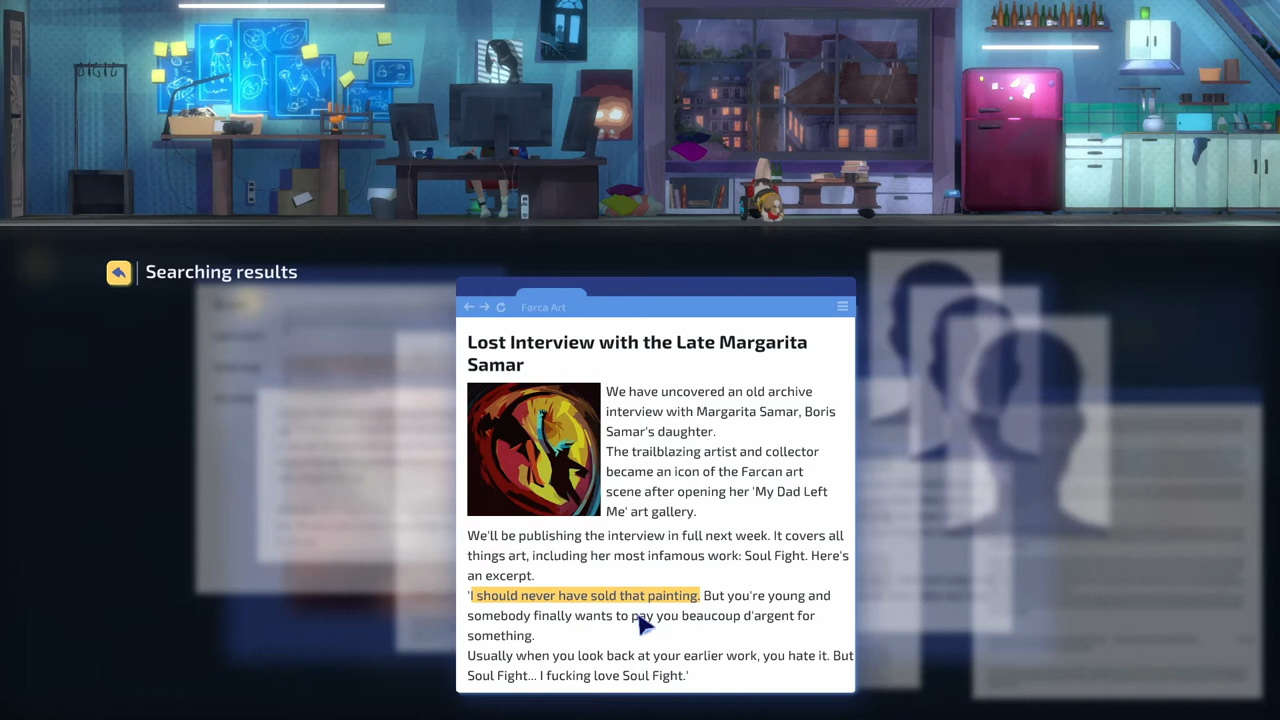 Searching results
Farca Art
Lost Interview with the Late Margarita
Samar
We have uncovered an old archive
interview with Margarita Samar, Boris
Samar's daughter.
The trailblazing artist and collector
became an icon of the Farcan art
scene after opening her 'My Dad Left
Me' art gallery.
We'll be publishing the interview in full next week. It covers all
things art, including her most infamous work: Soul Fight. Here's
an excerpt.
'I should never have sold that painting. But you're young and
somebody finally wants to pay you beaucoup d'argent for
something.
Usually when you look back at your earlier work, you hate it. But
Soul Fight... I fucking love Soul Fight.'